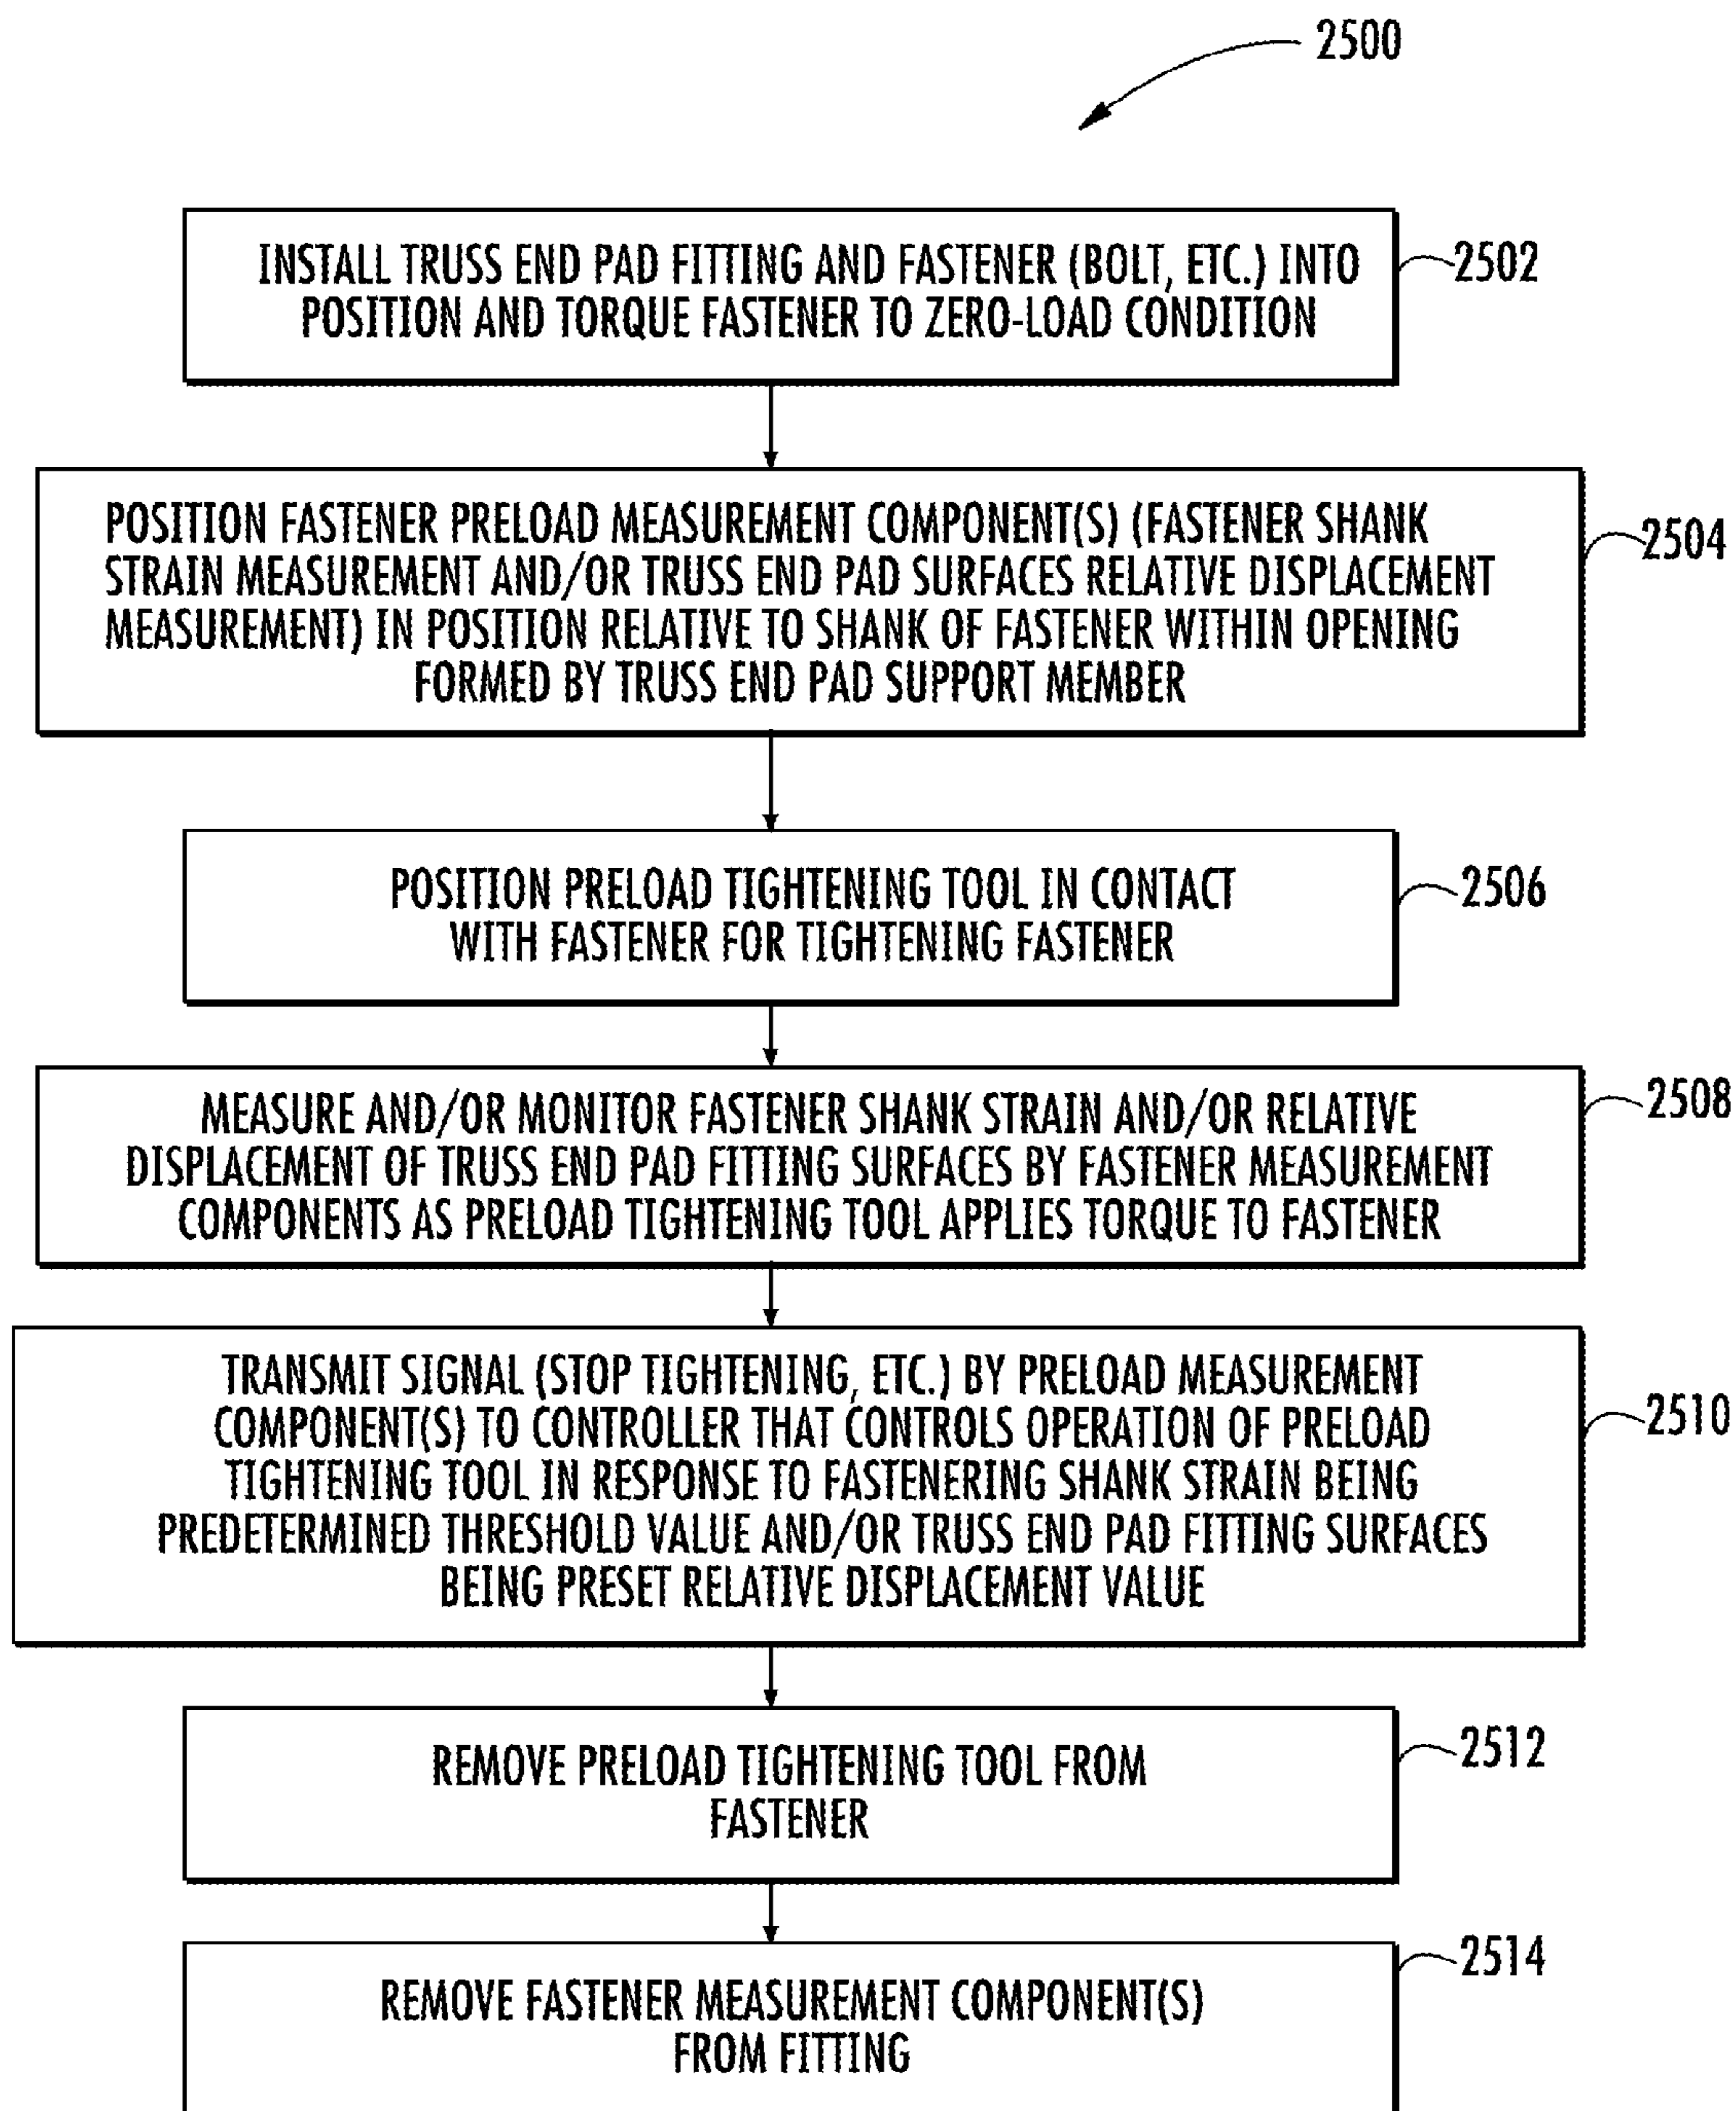 2500
INSTALL TRUSS END PAD FITTING AND FASTENER (BOLT, ETC.) INTO
POSITION AND TORQUE FASTENER TO ZERO-LOAD CONDITION
2502
POSITION FASTENER PRELOAD MEASUREMENT COMPONENT(S) (FASTENER SHANK
STRAIN MEASUREMENT AND/OR TRUSS END PAD SURFACES RELATIVE DISPLACEMENT
MEASUREMENT) IN POSITION RELATIVE TO SHANK OF FASTENER WITHIN OPENING
FORMED BY TRUSS END PAD SUPPORT MEMBER
2504
POSITION PRELOAD TIGHTENING TOOL IN CONTACT
WITH FASTENER FOR TIGHTENING FASTENER
2506
MEASURE AND/OR MONITOR FASTENER SHANK STRAIN AND/OR RELATIVE
DISPLACEMENT OF TRUSS END PAD FITTING SURFACES BY FASTENER MEASUREMENT
COMPONENTS AS PRELOAD TIGHTENING TOOL APPLIES TORQUE TO FASTENER
2508
TRANSMIT SIGNAL (STOP TIGHTENING, ETC.) BY PRELOAD MEASUREMENT
COMPONENT(S) TO CONTROLLER THAT CONTROLS OPERATION OF PRELOAD
TIGHTENING TOOL IN RESPONSE TO FASTENERING SHANK STRAIN BEING
PREDETERMINED THRESHOLD VALUE AND/OR TRUSS END PAD FITTING SURFACES
BEING PRESET RELATIVE DISPLACEMENT VALUE
2510
REMOVE PRELOAD TIGHTENING TOOL FROM
FASTENER
2512
REMOVE FASTENER MEASUREMENT COMPONENT(S)
FROM FITTING
2514